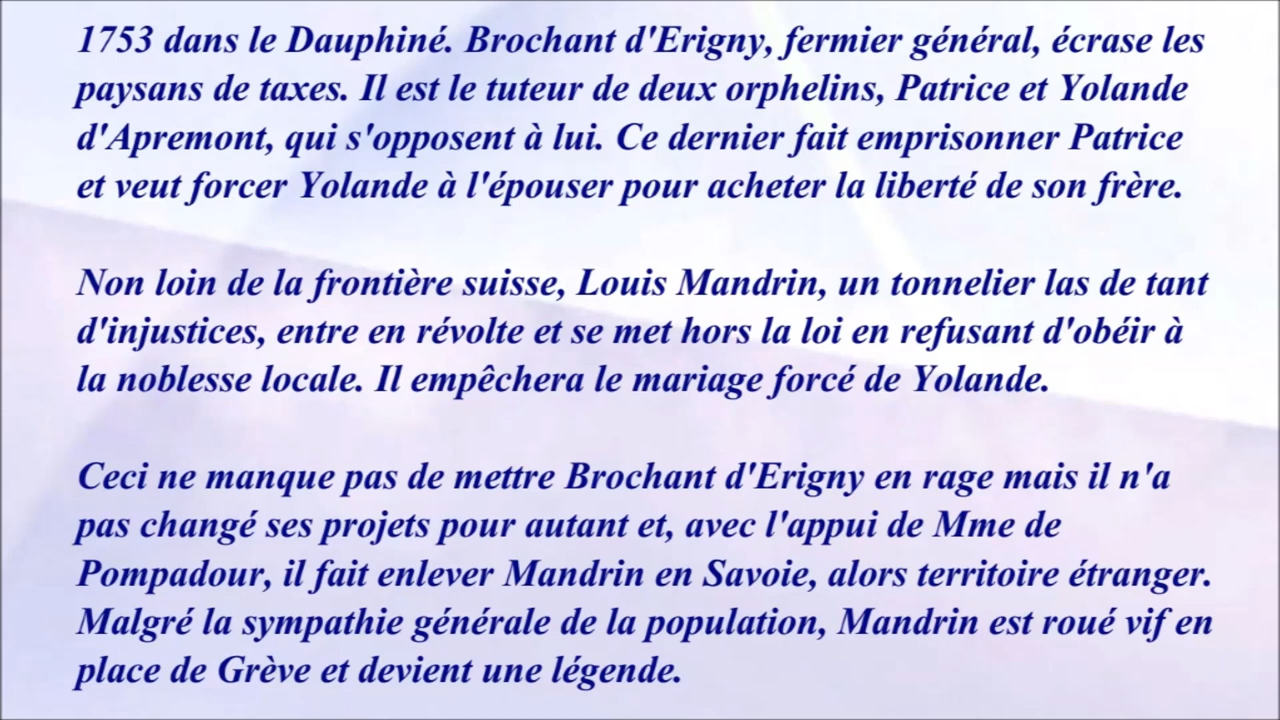 1753 dans le Dauphiné. Brochant d'Erigny, fermier général, écrase les
paysans de taxes. Il est le tuteur de deux orphelins, Patrice et Yolande
d'Apremont, qui s'opposent à lui. Ce dernier fait emprisonner Patrice
et veut forcer Yolande à l'épouser pour acheter la liberté de son frère.
Non loin de la frontière suisse, Louis Mandrin, un tonnelier las de tant
d'injustices, entre en révolte et se met hors la loi en refusant d'obéir à
la noblesse locale. Il empêchera le mariage forcé de Yolande.
Ceci ne manque pas de mettre Brochant d'Erigny en rage mais il n'a
pas changé ses projets pour autant et, avec l'appui de Mme de
Pompadour, il fait enlever Mandrin en Savoie, alors territoire étranger.
Malgré la sympathie générale de la population, Mandrin est roué vif en
place de Grève et devient une légende.